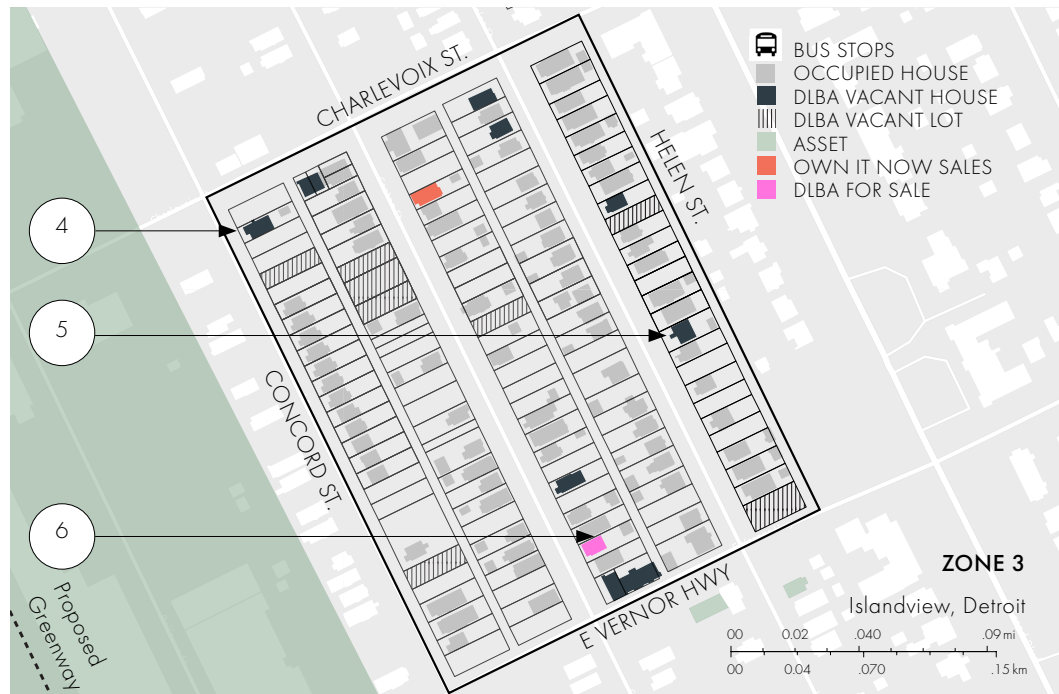 CHARLEVOIX ST.
HELEN ST.
CONCORD ST.
E VERNOR HWY
BUS STOPS
OCCUPIED HOUSE
DLBA VACANT HOUSE
DLBA VACANT LOT
ASSET
OWN IT NOW SALES
DLBA FOR SALE
4
5
6
Proposed
Greenway
ZONE 3
Islandview, Detroit
00 0.02 .040 .09 mi
00 0.04 .070 .15 km